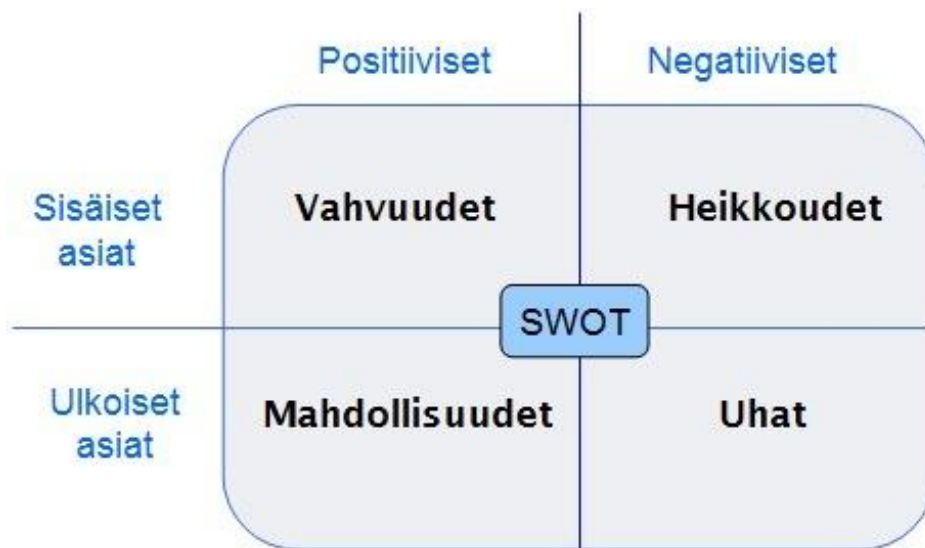 Positiiviset Negatiiviset
Sisäiset
asiat
Vahvuudet Heikkoudet
SWOT
Ulkoiset
asiat
Mahdollisuudet Uhat